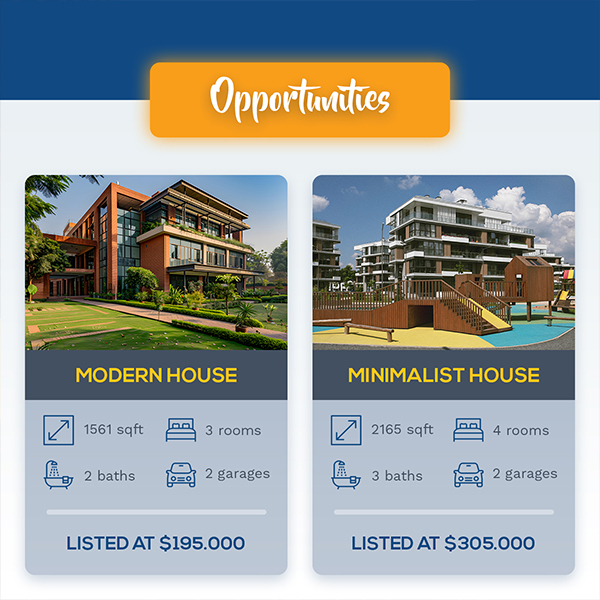 Opportunities
MODERN HOUSE
1561 sqft
3 rooms
2 baths
2 garages
LISTED AT $195.000
MINIMALIST HOUSE
2165 sqft
4 rooms
3 baths
2 garages
LISTED AT $305.000